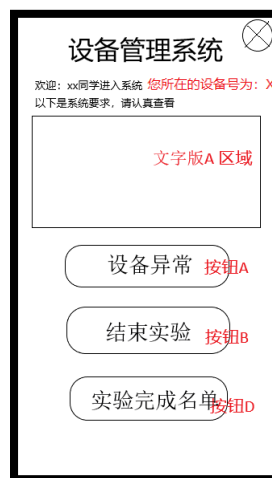 设备管理系统
欢迎：xx同学进入系统 您所在的设备号为：X
以下是系统要求，请认真查看
文字版A 区域
设备异常 按钮A
结束实验 按钮B
实验完成名单 按钮D